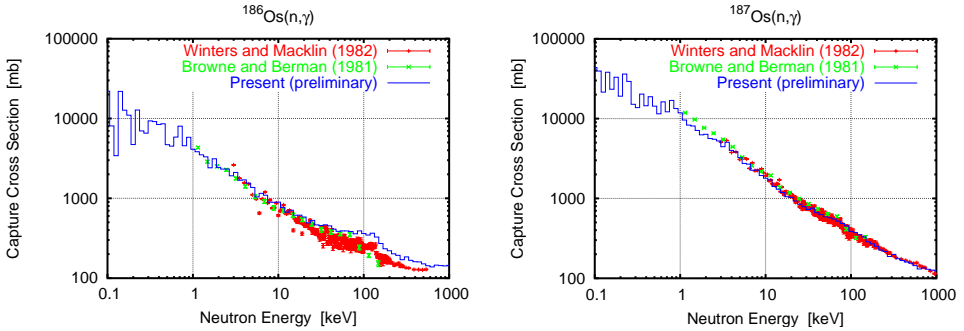 ¹⁸⁶Os(n,γ)
100000
10000
1000
100
Capture Cross Section [mb]
Winters and Macklin (1982)
Browne and Berman (1981)
Present (preliminary)
0.1 1 10 100 1000
Neutron Energy [keV]
¹⁸⁷Os(n,γ)
100000
10000
1000
100
Capture Cross Section [mb]
Winters and Macklin (1982)
Browne and Berman (1981)
Present (preliminary)
0.1 1 10 100 1000
Neutron Energy [keV]